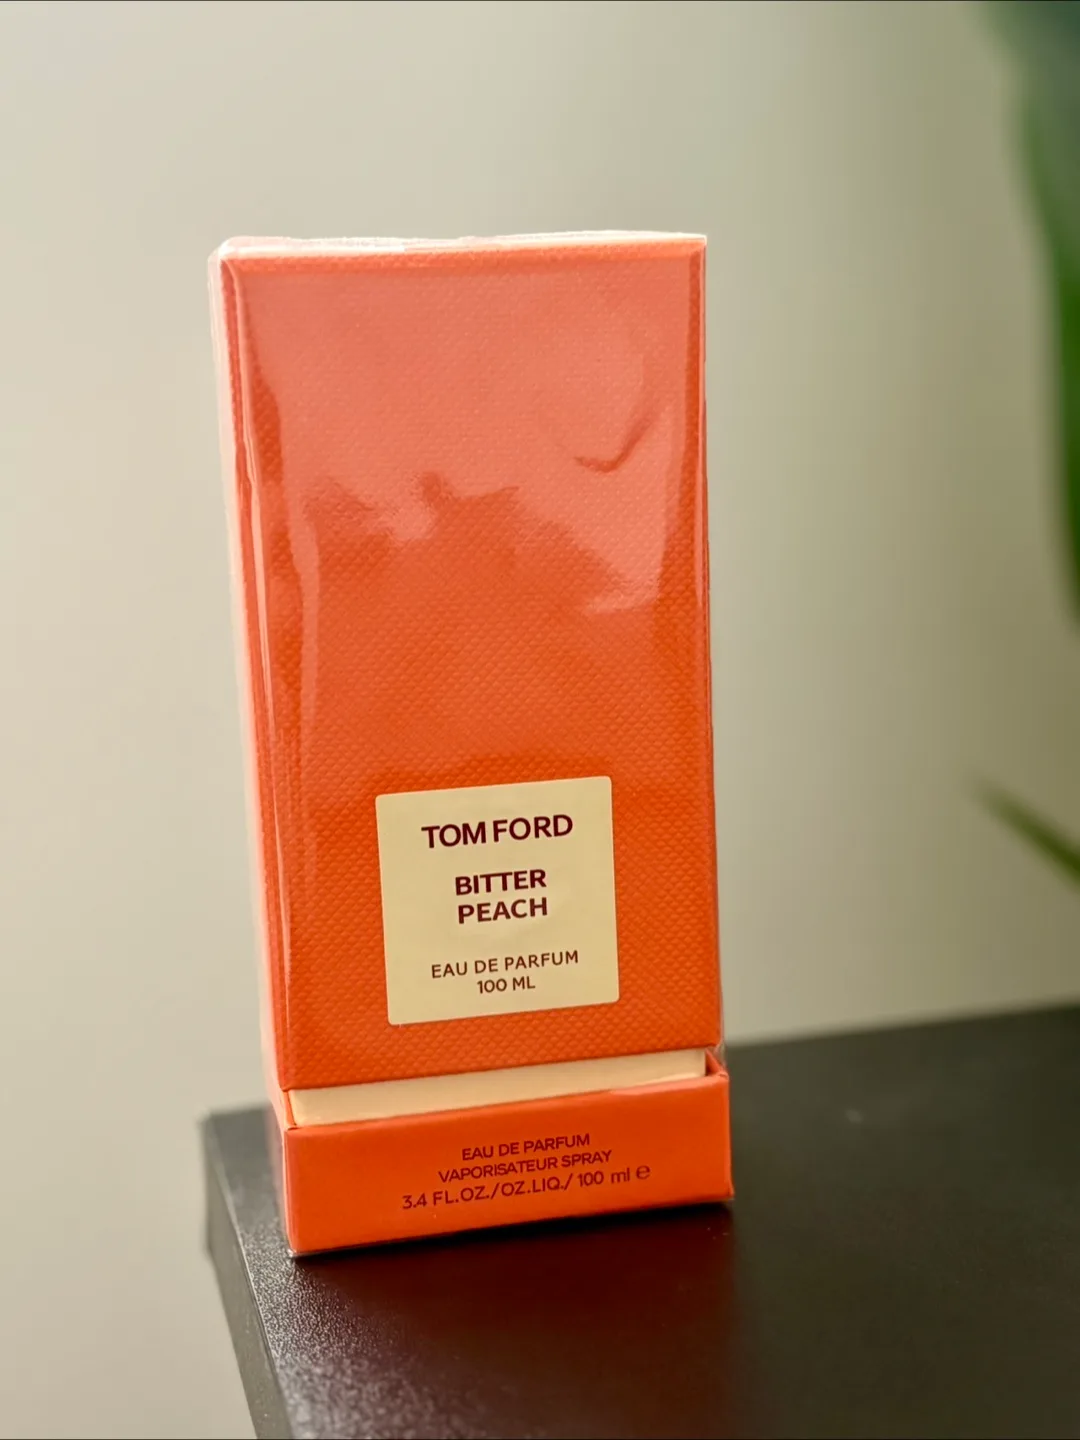 TOM FORD
BITTER
PEACH
EAU DE PARFUM
100 ML
EAU DE PARFUM
VAPORISATEUR SPRAY
3.4 FL.OZ./OZ.LIQ./ 100 ml ℮